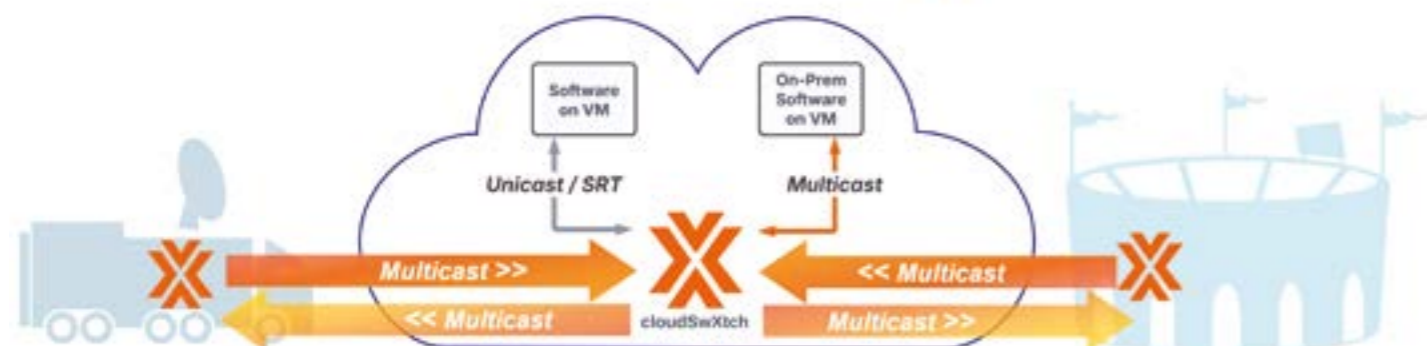 Software
on VM
On-Prem
Software
on VM
Unicast / SRT
Multicast
Multicast >>
<< Multicast
<< Multicast
cloudSwXtch
Multicast >>